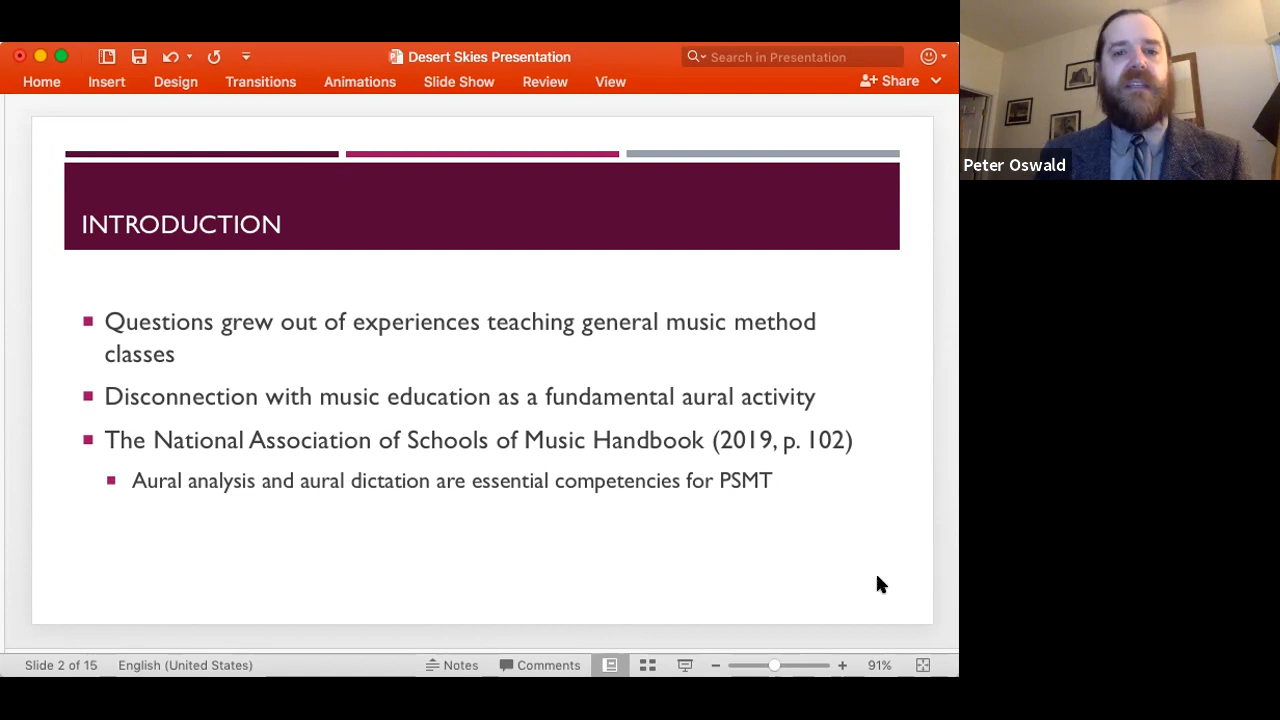 Desert Skies Presentation
Search in Presentation
Home Insert Design Transitions Animations Slide Show Review View Share
INTRODUCTION
Questions grew out of experiences teaching general music method
classes
Disconnection with music education as a fundamental aural activity
The National Association of Schools of Music Handbook (2019, p. 102)
Aural analysis and aural dictation are essential competencies for PSMT
Slide 2 of 15 English (United States) Notes Comments 91%
Peter Oswald